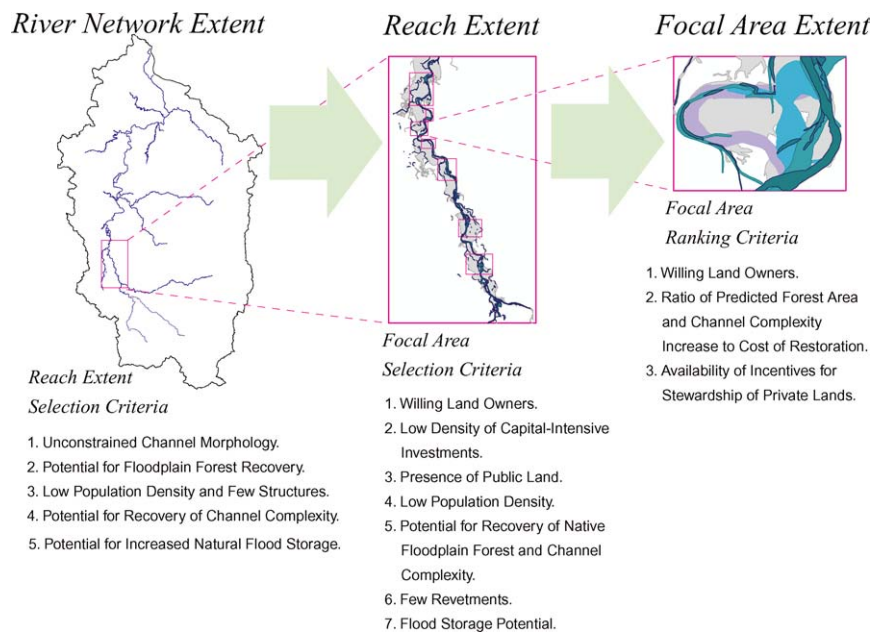 River Network Extent
Reach Extent
Focal Area Extent
Reach Extent
Selection Criteria
1. Unconstrained Channel Morphology.
2. Potential for Floodplain Forest Recovery.
3. Low Population Density and Few Structures.
4. Potential for Recovery of Channel Complexity.
5. Potential for Increased Natural Flood Storage.
Focal Area
Selection Criteria
1. Willing Land Owners.
2. Low Density of Capital-Intensive
Investments.
3. Presence of Public Land.
4. Low Population Density.
5. Potential for Recovery of Native
Floodplain Forest and Channel
Complexity.
6. Few Revetments.
7. Flood Storage Potential.
Focal Area
Ranking Criteria
1. Willing Land Owners.
2. Ratio of Predicted Forest Area
and Channel Complexity
Increase to Cost of Restoration.
3. Availability of Incentives for
Stewardship of Private Lands.